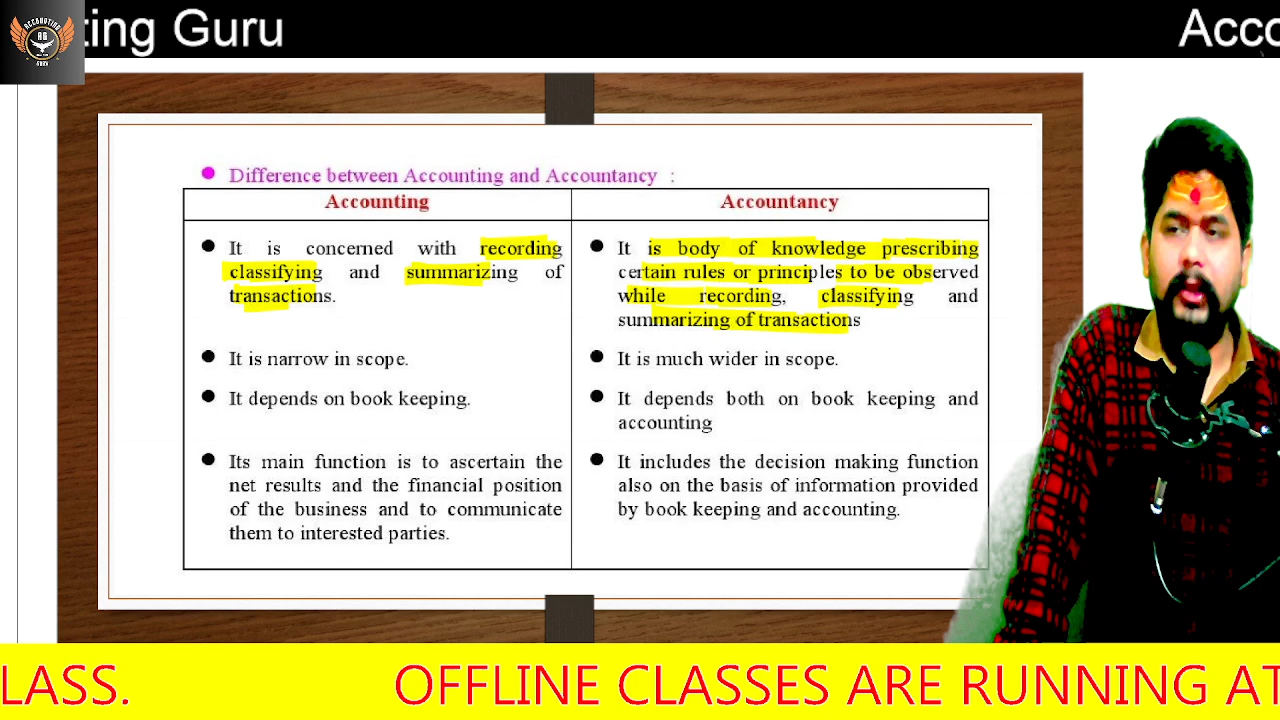 ting Guru
Acco
ACCOUNTING
AG
GURU
Difference between Accounting and Accountancy :
Accounting
It is concerned with recording
classifying and summarizing of
transactions.
It is narrow in scope.
It depends on book keeping.
Its main function is to ascertain the
net results and the financial position
of the business and to communicate
them to interested parties.
Accountancy
It is body of knowledge prescribing
certain rules or principles to be observed
while recording, classifying and
summarizing of transactions
It is much wider in scope.
It depends both on book keeping and
accounting
It includes the decision making function
also on the basis of information provided
by book keeping and accounting.
LASS. OFFLINE CLASSES ARE RUNNING AT